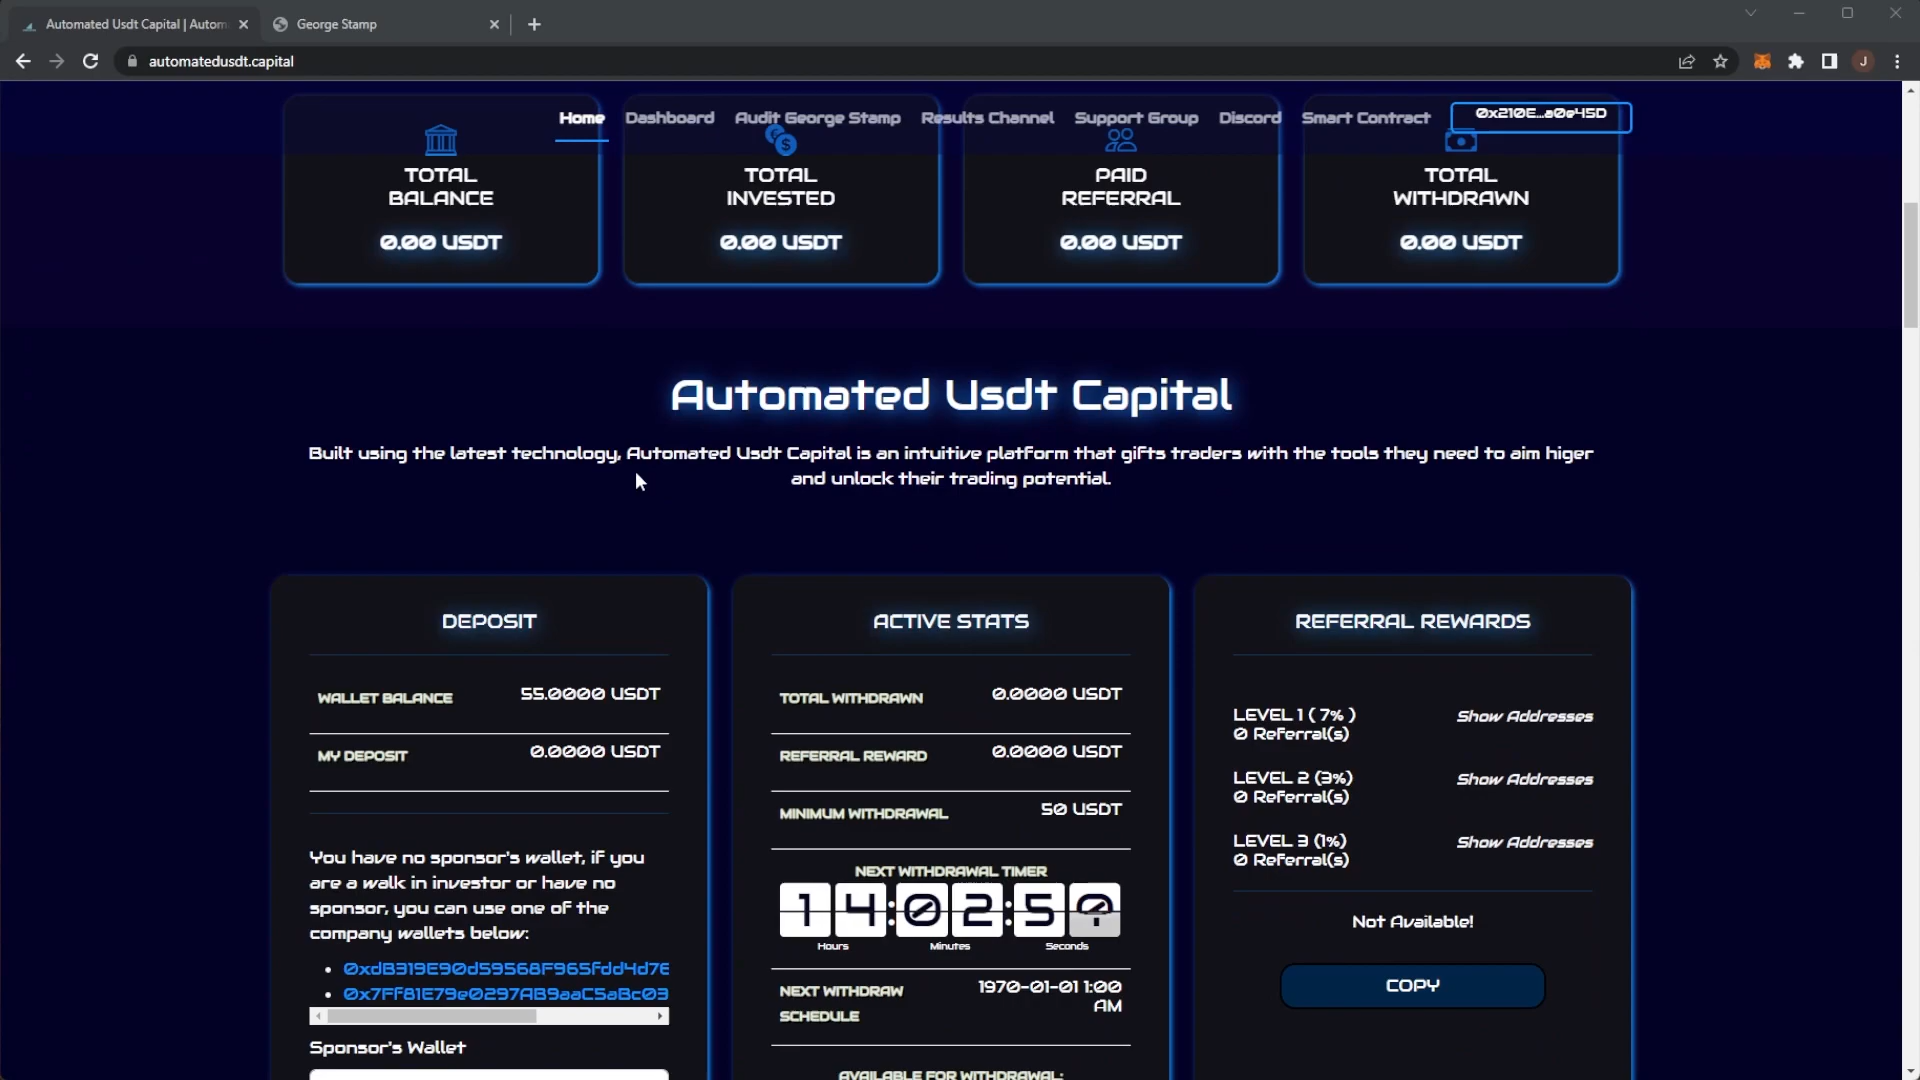 Automated Usdt Capital | Autom
George Stamp
automatedusdt.capital
J
Home
Dashboard
Audit George Stamp
Results Channel
Support Group
Discord
Smart Contract
0x210E...a0e45D
TOTAL
BALANCE
0.00 USDT
TOTAL
INVESTED
0.00 USDT
PAID
REFERRAL
0.00 USDT
TOTAL
WITHDRAWN
0.00 USDT
Automated Usdt Capital
Built using the latest technology, Automated Usdt Capital is an intuitive platform that gifts traders with the tools they need to aim higer
and unlock their trading potential.
DEPOSIT
WALLET BALANCE 55.0000 USDT
MY DEPOSIT 0.0000 USDT
You have no sponsor's wallet, if you
are a walk in investor or have no
sponsor, you can use one of the
company wallets below:
0xdB319E90d59568F965fdd4d7E
0x7Ff81E79e0297AB9aaC5aBc03
Sponsor's Wallet
ACTIVE STATS
TOTAL WITHDRAWN 0.0000 USDT
REFERRAL REWARD 0.0000 USDT
MINIMUM WITHDRAWAL 50 USDT
NEXT WITHDRAWAL TIMER
14:02:5
Hours Minutes Seconds
NEXT WITHDRAW 1970-01-01 1:00
SCHEDULE AM
AVAILABLE FOR WITHDRAWAL:
REFERRAL REWARDS
LEVEL 1 ( 7% ) Show Addresses
0 Referral(s)
LEVEL 2 (3%) Show Addresses
0 Referral(s)
LEVEL 3 (1%) Show Addresses
0 Referral(s)
Not Available!
COPY